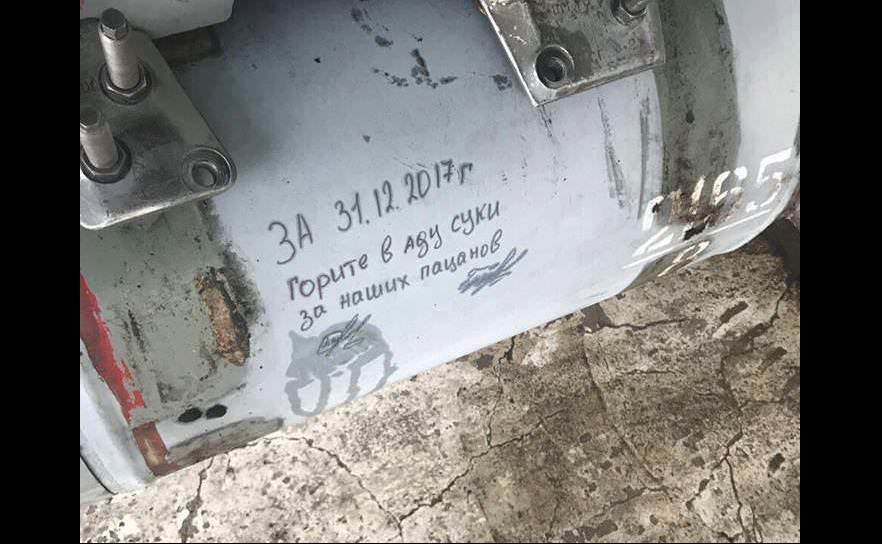 ЗА 31.12.2017г
Горите в аду суки
за наших пацанов